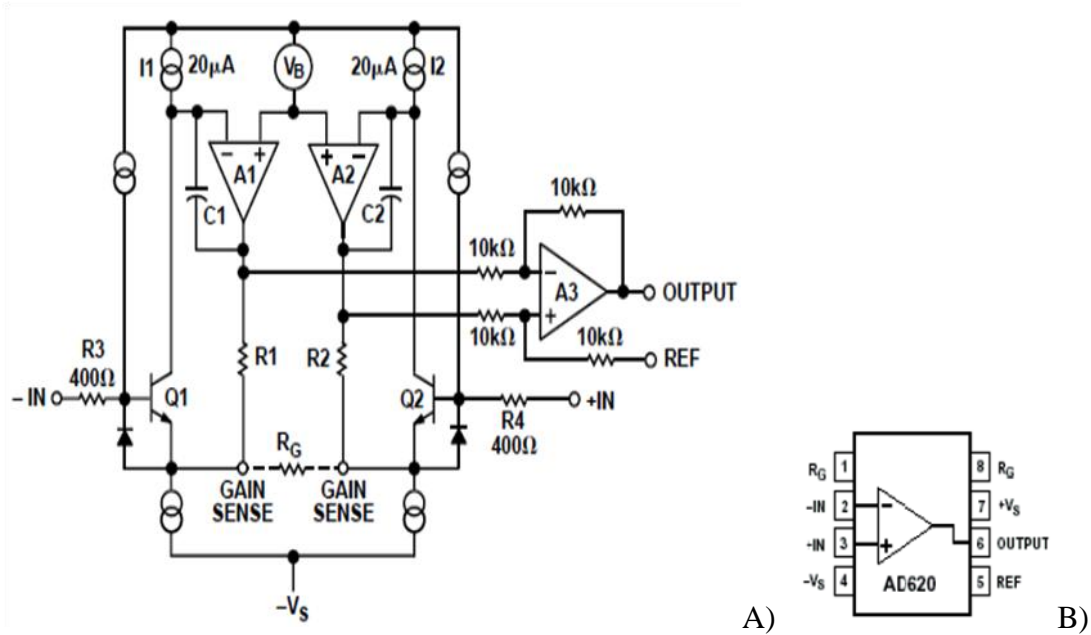 I1 20μA VB 20μA I2
- + + -
A1 A2
C1 C2
10kΩ
10kΩ
-
A3
OUTPUT
+
10kΩ 10kΩ
REF
R3
400Ω
R1 R2
– IN Q1 Q2 +IN
R4
400Ω
RG
GAIN SENSE
GAIN SENSE
–VS
A)
RG 1 8 RG
-IN 2 - 7 +VS
-IN 3 + 6 OUTPUT
-VS 4 AD620 5 REF
B)